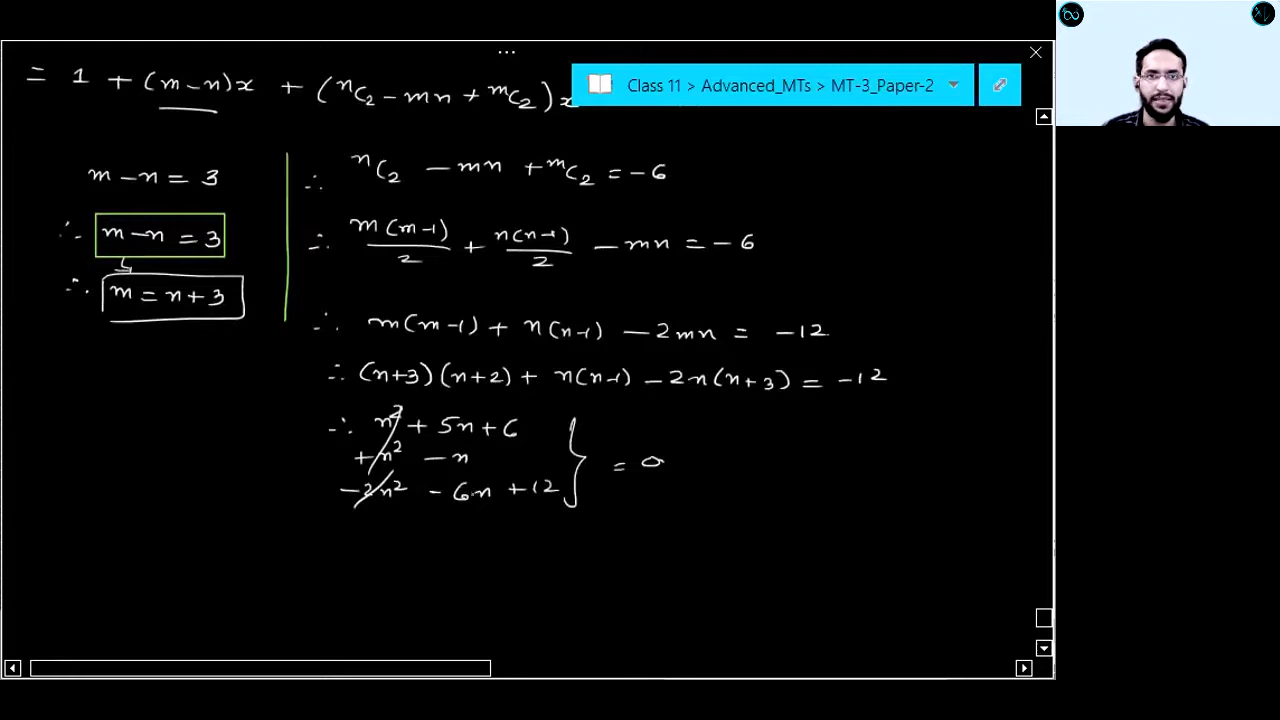 = 1 + (m-n)x + (ⁿC₂ - mn + ᵐC₂)x
Class 11 > Advanced_MTs > MT-3_Paper-2
m-n = 3
∴ m-n = 3
∴ m = n+3
∴ ⁿC₂ - mn + ᵐC₂ = -6
∴ m(m-1)/2 + n(n-1)/2 - mn = -6
∴ m(m-1) + n(n-1) - 2mn = -12
∴ (n+3)(n+2) + n(n-1) - 2n(n+3) = -12
∴ n² + 5n + 6
+n² - n
-2n² - 6n + 12 } = 0